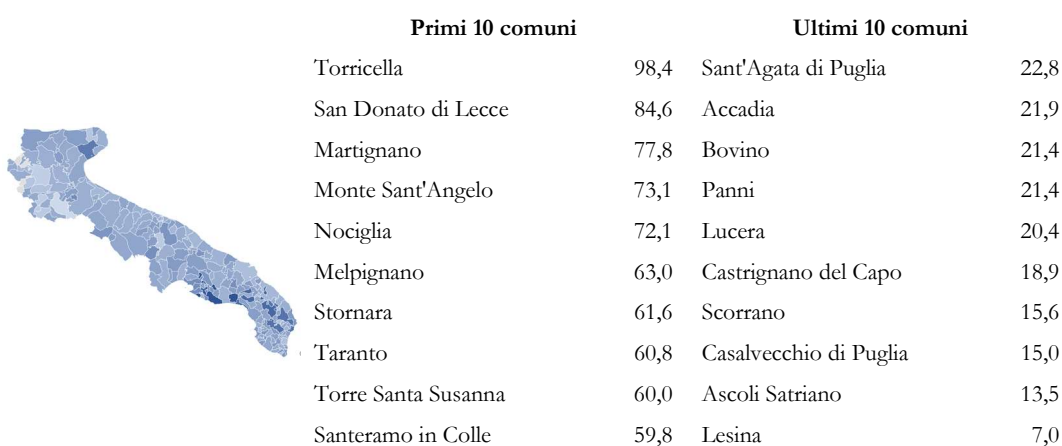 Primi 10 comuni Ultimi 10 comuni
Torricella 98,4 Sant'Agata di Puglia 22,8
San Donato di Lecce 84,6 Accadia 21,9
Martignano 77,8 Bovino 21,4
Monte Sant'Angelo 73,1 Panni 21,4
Nociglia 72,1 Lucera 20,4
Melpignano 63,0 Castrignano del Capo 18,9
Stornara 61,6 Scorrano 15,6
Taranto 60,8 Casalvecchio di Puglia 15,0
Torre Santa Susanna 60,0 Ascoli Satriano 13,5
Santeramo in Colle 59,8 Lesina 7,0